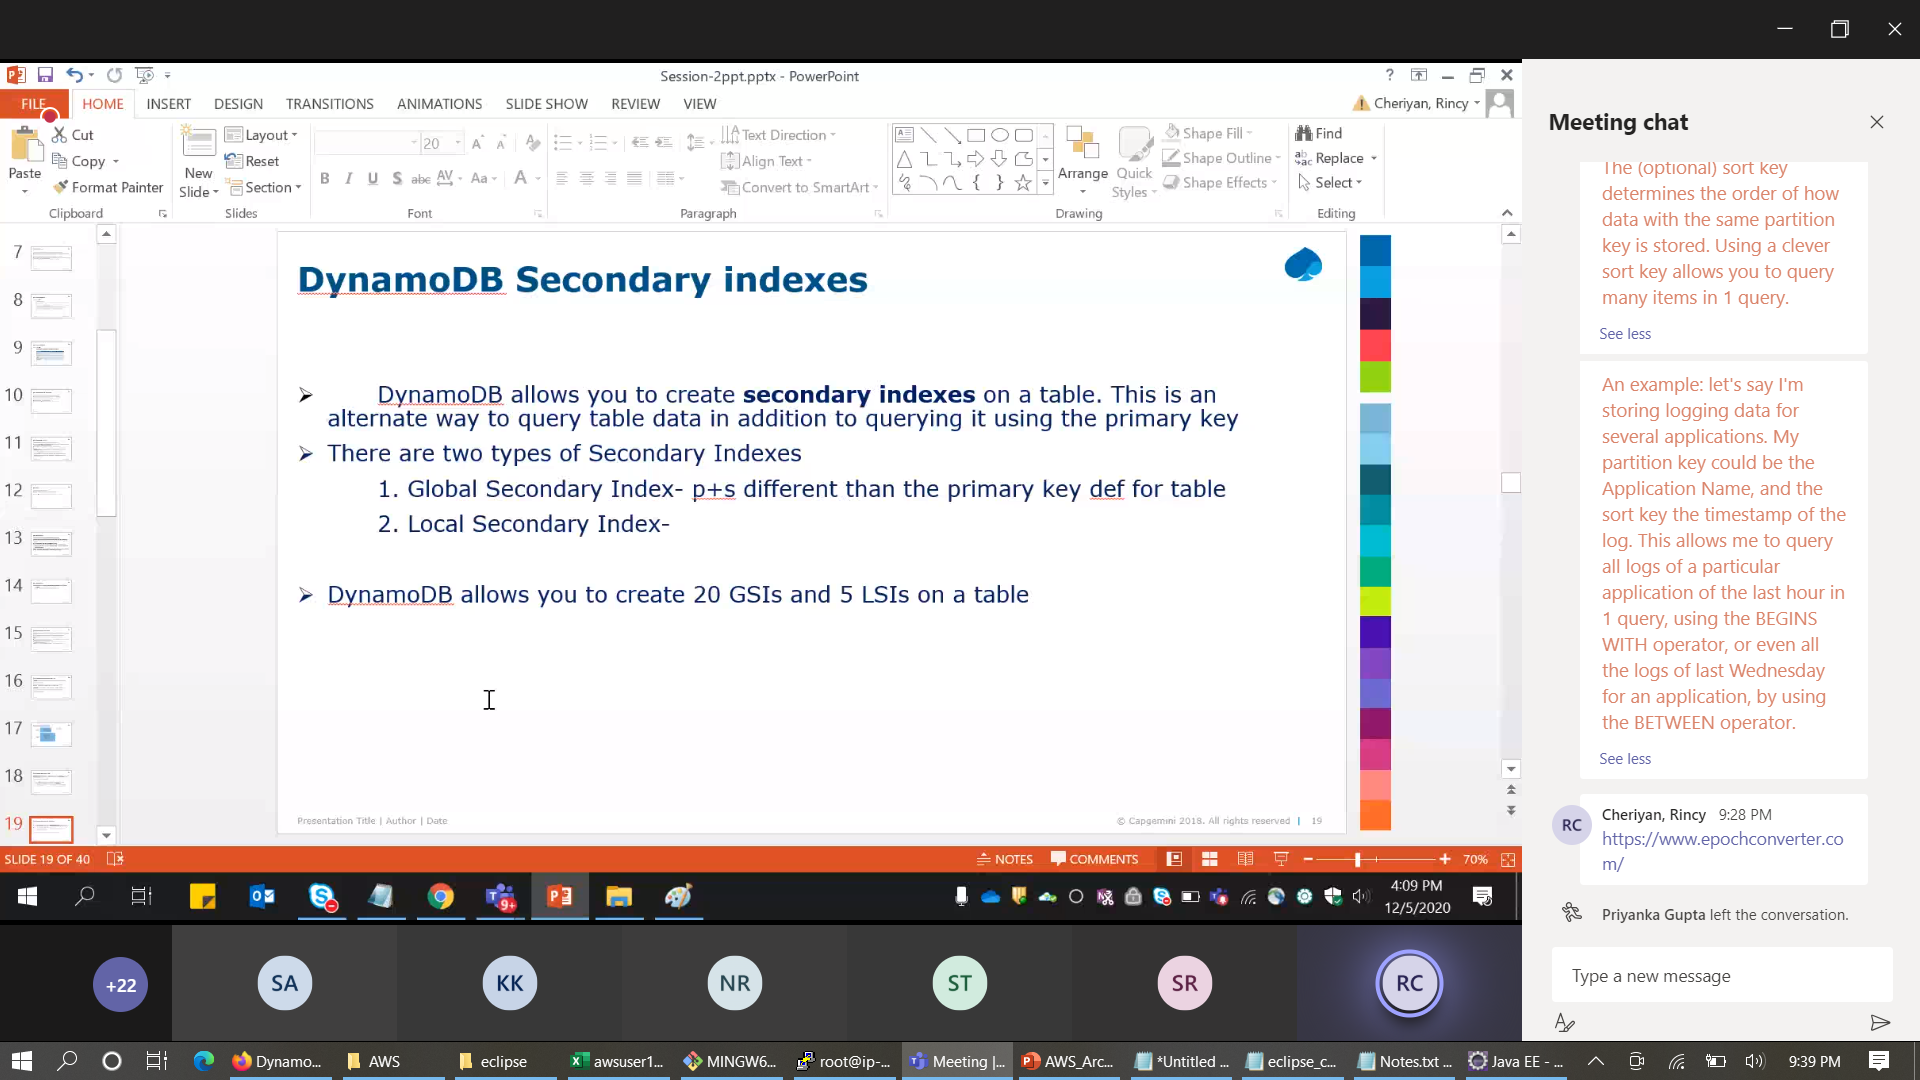 Session-2ppt.pptx - PowerPoint
FILE HOME INSERT DESIGN TRANSITIONS ANIMATIONS SLIDE SHOW REVIEW VIEW
Cheriyan, Rincy
Paste
Cut
Copy
Format Painter
Clipboard
New
Slide
Layout
Reset
Section
Slides
20
Font
Text Direction
Align Text
Convert to SmartArt
Paragraph
Arrange
Quick
Styles
Shape Fill
Shape Outline
Shape Effects
Drawing
Find
Replace
Select
Editing
7
8
9
10
11
12
13
14
15
16
17
18
19
DynamoDB Secondary indexes
DynamoDB allows you to create secondary indexes on a table. This is an
alternate way to query table data in addition to querying it using the primary key
There are two types of Secondary Indexes
1. Global Secondary Index- p+s different than the primary key def for table
2. Local Secondary Index-
DynamoDB allows you to create 20 GSIs and 5 LSIs on a table
Presentation Title | Author | Date
© Capgemini 2018. All rights reserved | 19
SLIDE 19 OF 40
NOTES
COMMENTS
70%
4:09 PM
12/5/2020
+22
SA
KK
NR
ST
SR
RC
Meeting chat
The (optional) sort key
determines the order of how
data with the same partition
key is stored. Using a clever
sort key allows you to query
many items in 1 query.
See less
An example: let's say I'm
storing logging data for
several applications. My
partition key could be the
Application Name, and the
sort key the timestamp of the
log. This allows me to query
all logs of a particular
application of the last hour in
1 query, using the BEGINS
WITH operator, or even all
the logs of last Wednesday
for an application, by using
the BETWEEN operator.
See less
RC
Cheriyan, Rincy 9:28 PM
https://www.epochconverter.co
m/
Priyanka Gupta left the conversation.
Type a new message
Dynamo...
AWS
eclipse
awsuser1...
MINGW6...
root@ip-...
Meeting |...
AWS_Arc...
*Untitled ...
eclipse_c...
Notes.txt ...
Java EE - ...
9:39 PM